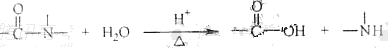 O O
—C—N— + H₂O H⁺ △ —C—OH + —NH